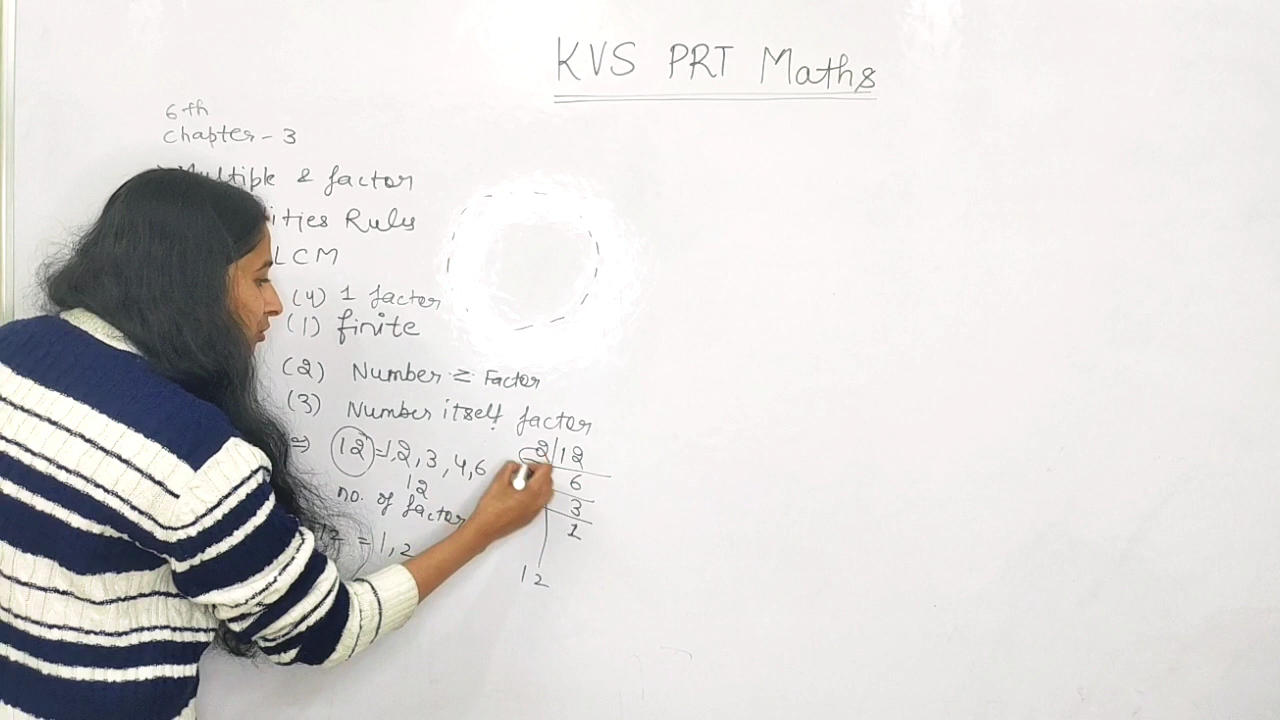 KVS PRT Maths
6th
Chapter - 3
Multiple & factor
ities Rules
LCM
(4) 1 factor
(1) finite
(2) Number ≥ Factor
(3) Number itself factor
⇒ 12 = 1, 2, 3, 4, 6
12
no. of factor
12 = 1, 2
2 | 12
6
3
1
12